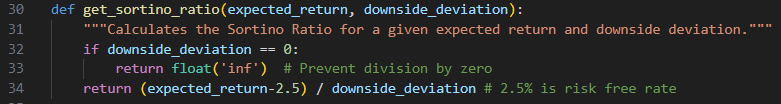 30 def get_sortino_ratio(expected_return, downside_deviation):
31     """Calculates the Sortino Ratio for a given expected return and downside deviation."""
32     if downside_deviation == 0:
33         return float('inf')  # Prevent division by zero
34     return (expected_return-2.5) / downside_deviation # 2.5% is risk free rate